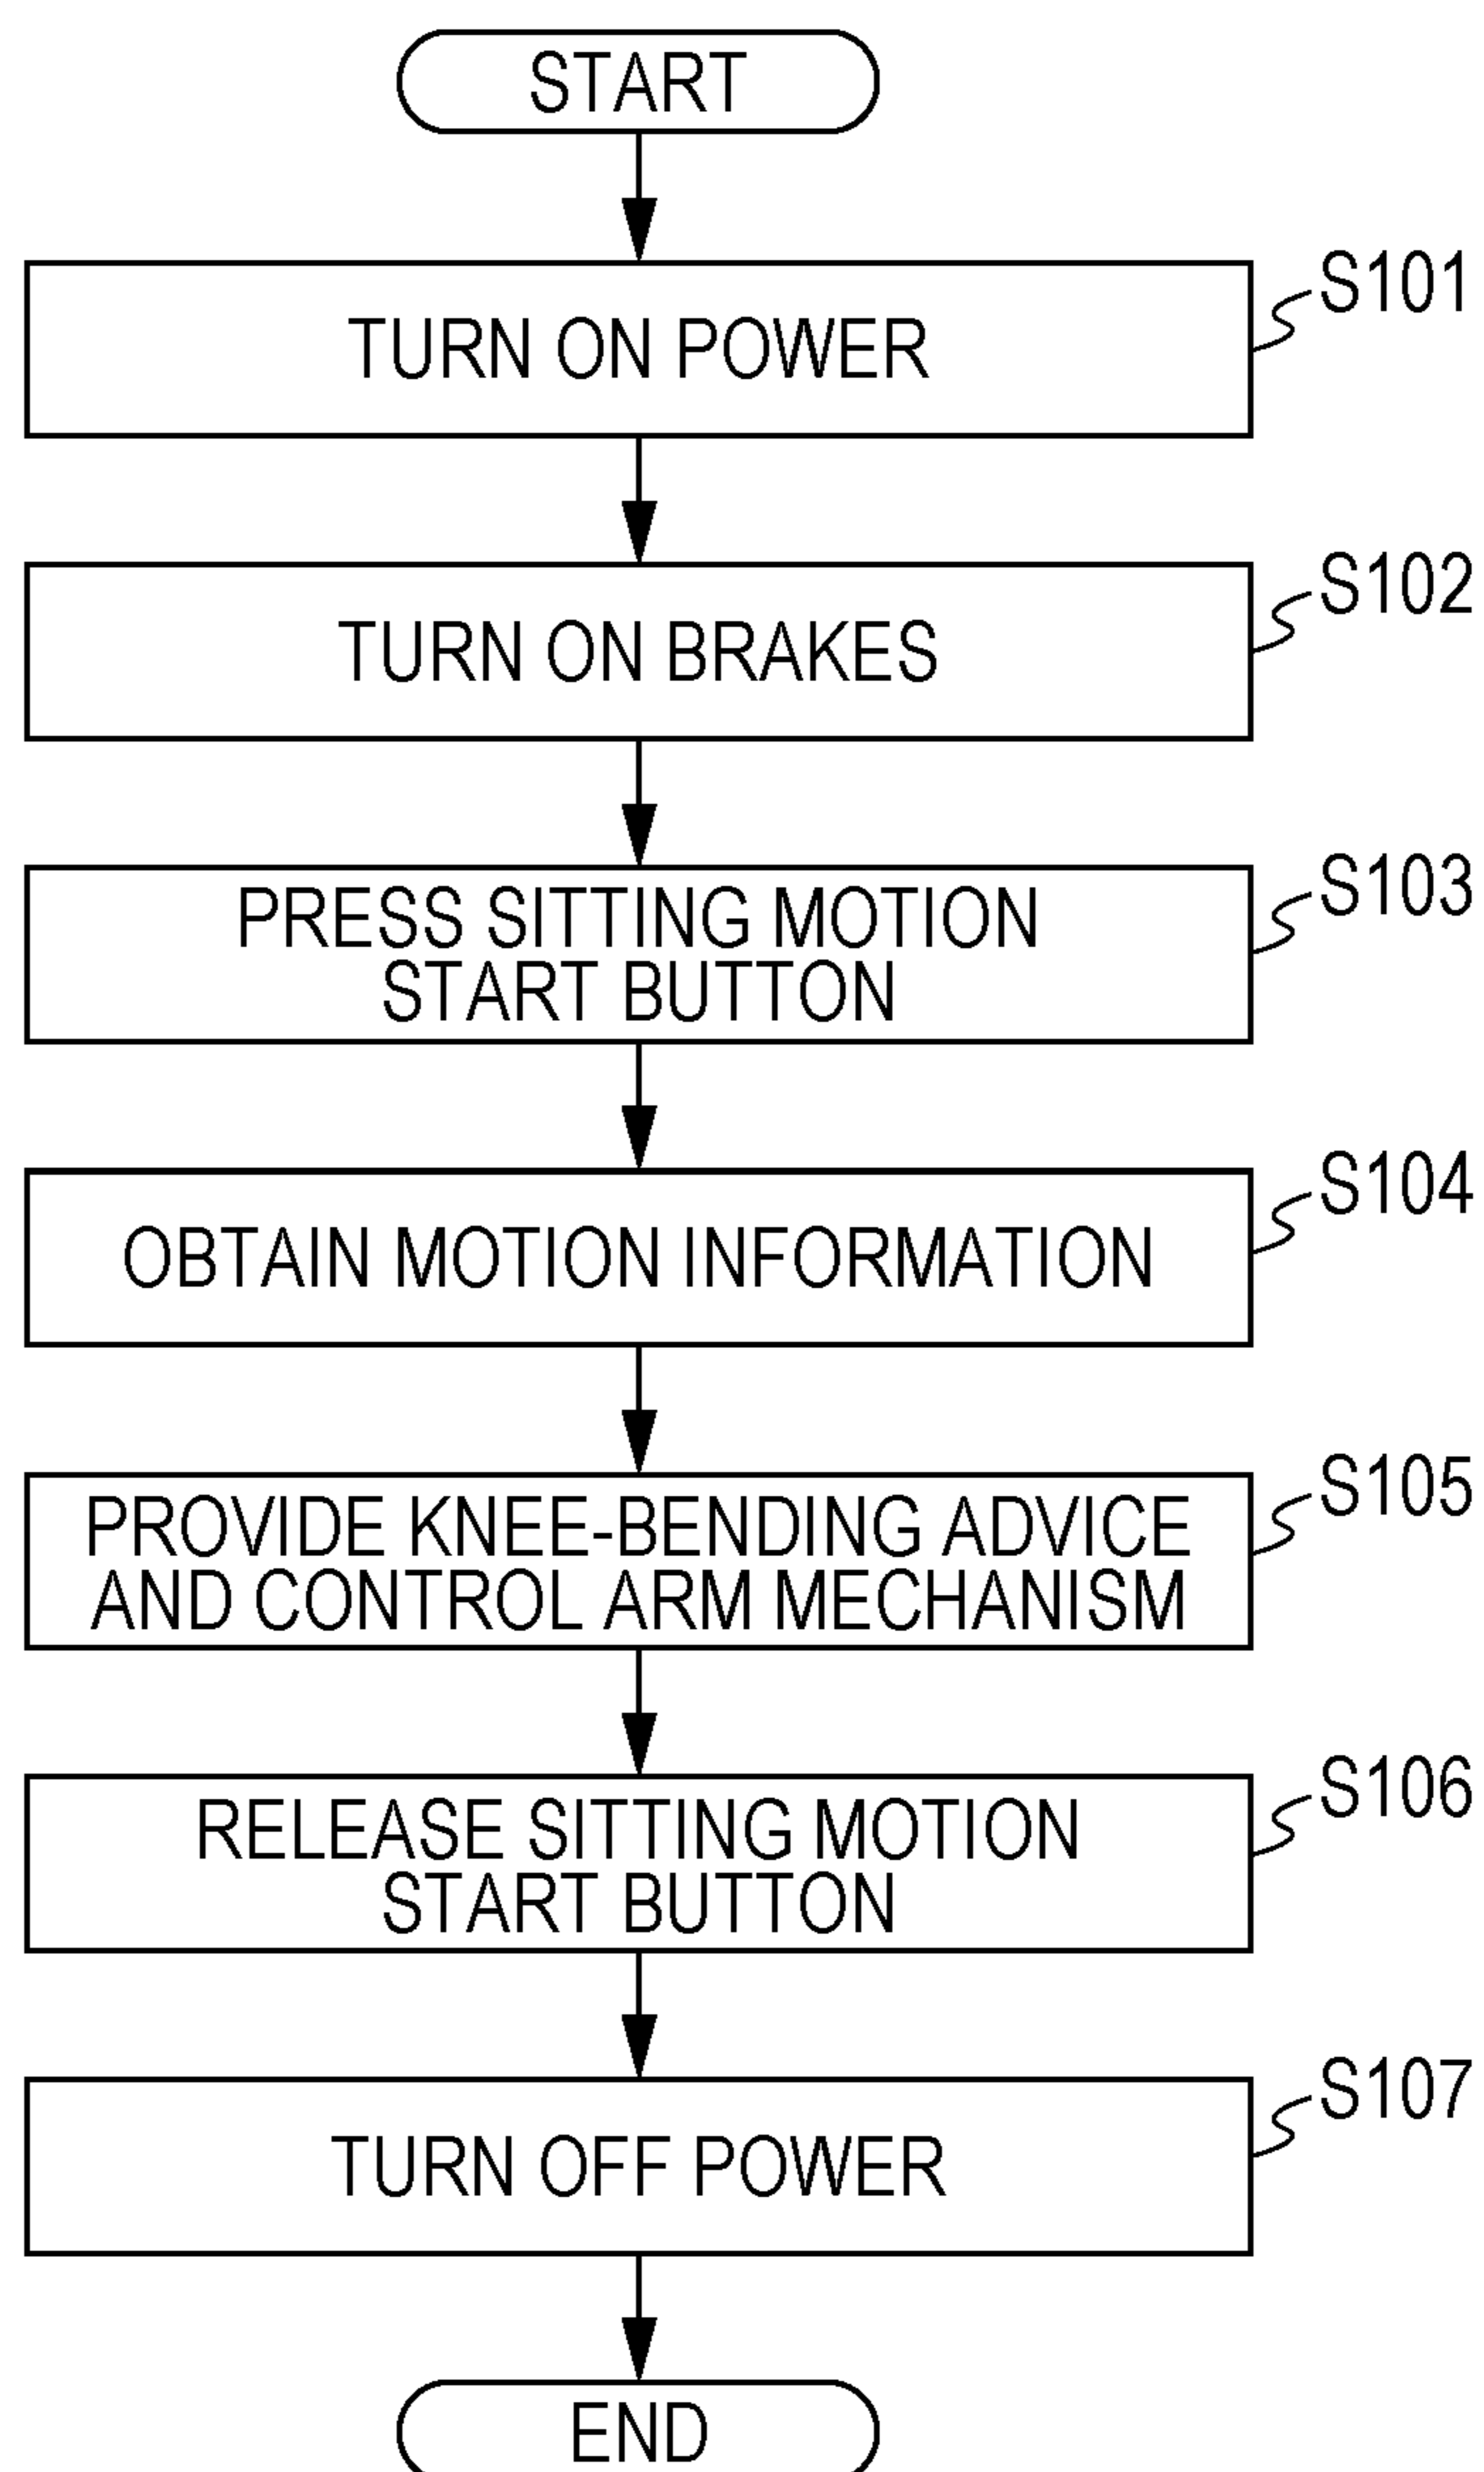 START
TURN ON POWER
S101
TURN ON BRAKES
S102
PRESS SITTING MOTION
START BUTTON
S103
OBTAIN MOTION INFORMATION
S104
PROVIDE KNEE-BENDING ADVICE
AND CONTROL ARM MECHANISM
S105
RELEASE SITTING MOTION
START BUTTON
S106
TURN OFF POWER
S107
END